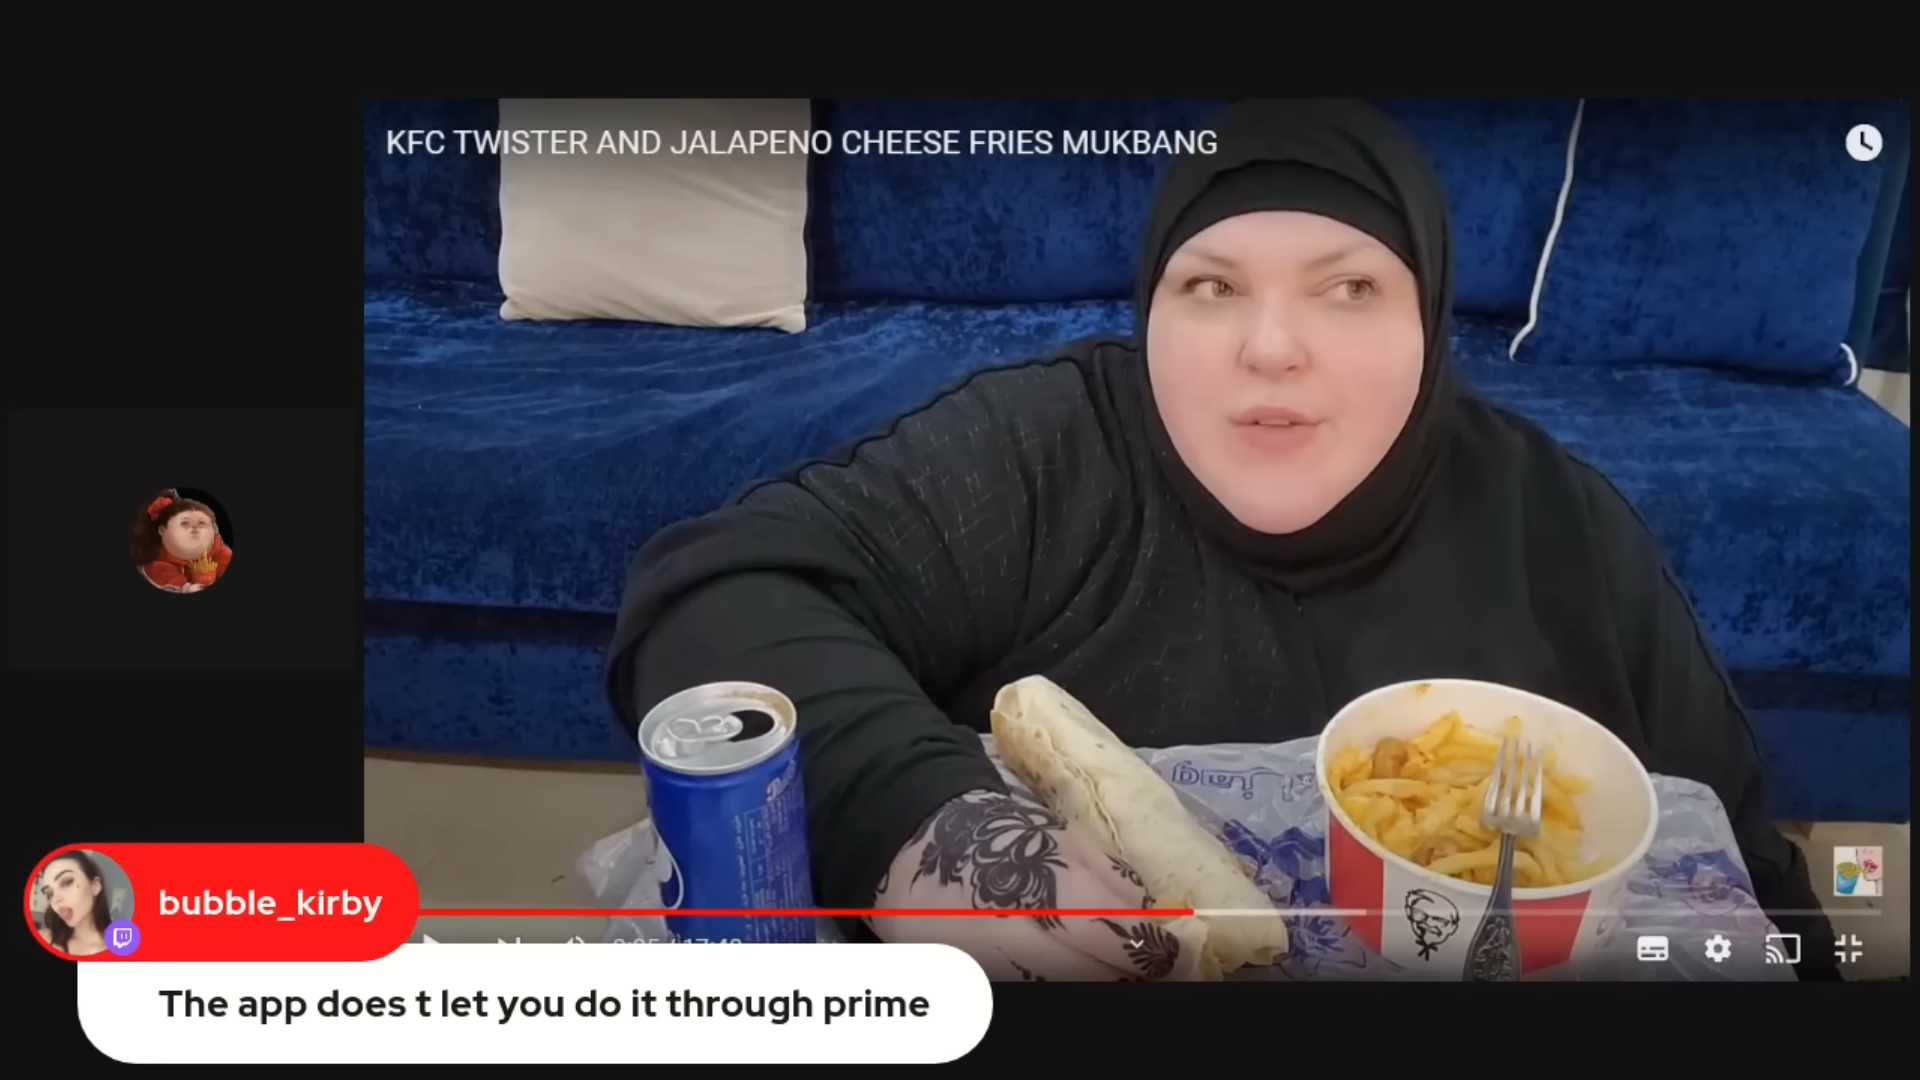 KFC TWISTER AND JALAPENO CHEESE FRIES MUKBANG
bubble_kirby
The app does t let you do it through prime